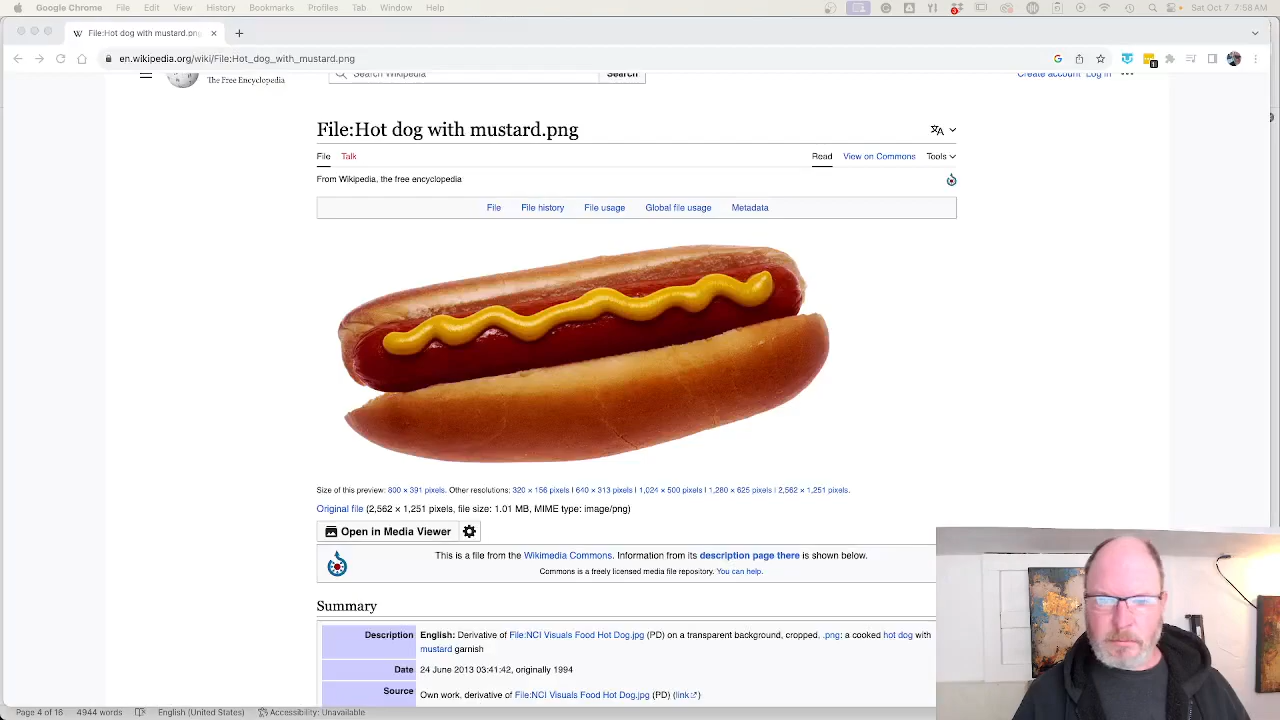 Google Chrome File Edit View History Bookmarks Profiles Tab Window Help Sat Oct 7 7:58 AM
File:Hot dog with mustard.png
en.wikipedia.org/wiki/File:Hot_dog_with_mustard.png
The Free Encyclopedia Search Wikipedia Search Create account Log in
File:Hot dog with mustard.png
File Talk Read View on Commons Tools
From Wikipedia, the free encyclopedia
File File history File usage Global file usage Metadata
Size of this preview: 800 × 391 pixels. Other resolutions: 320 × 156 pixels | 640 × 313 pixels | 1,024 × 500 pixels | 1,280 × 625 pixels | 2,562 × 1,251 pixels.
Original file (2,562 × 1,251 pixels, file size: 1.01 MB, MIME type: image/png)
Open in Media Viewer
This is a file from the Wikimedia Commons. Information from its description page there is shown below.
Commons is a freely licensed media file repository. You can help.
Summary
Description English: Derivative of File:NCI Visuals Food Hot Dog.jpg (PD) on a transparent background, cropped, .png: a cooked hot dog with
mustard garnish
Date 24 June 2013 03:41:42, originally 1994
Source Own work, derivative of File:NCI Visuals Food Hot Dog.jpg (PD) (link)
Page 4 of 16 4944 words English (United States) Accessibility: Unavailable